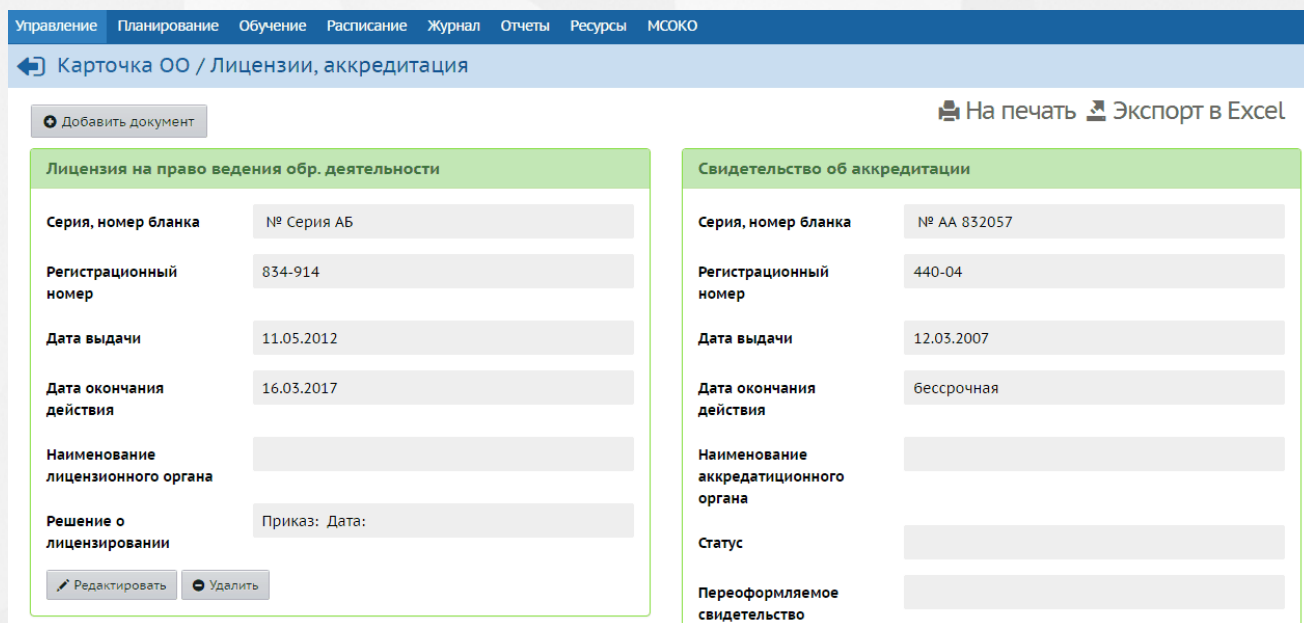 Управление Планирование Обучение Расписание Журнал Отчеты Ресурсы МСОКО
Карточка ОО / Лицензии, аккредитация
Добавить документ
На печать Экспорт в Excel
Лицензия на право ведения обр. деятельности
Серия, номер бланка № Серия АБ
Регистрационный 834-914
номер
Дата выдачи 11.05.2012
Дата окончания 16.03.2017
действия
Наименование
лицензионного органа
Решение о Приказ: Дата:
лицензировании
Редактировать Удалить
Свидетельство об аккредитации
Серия, номер бланка № АА 832057
Регистрационный 440-04
номер
Дата выдачи 12.03.2007
Дата окончания бессрочная
действия
Наименование
аккредатиционного
органа
Статус
Переоформляемое
свидетельство